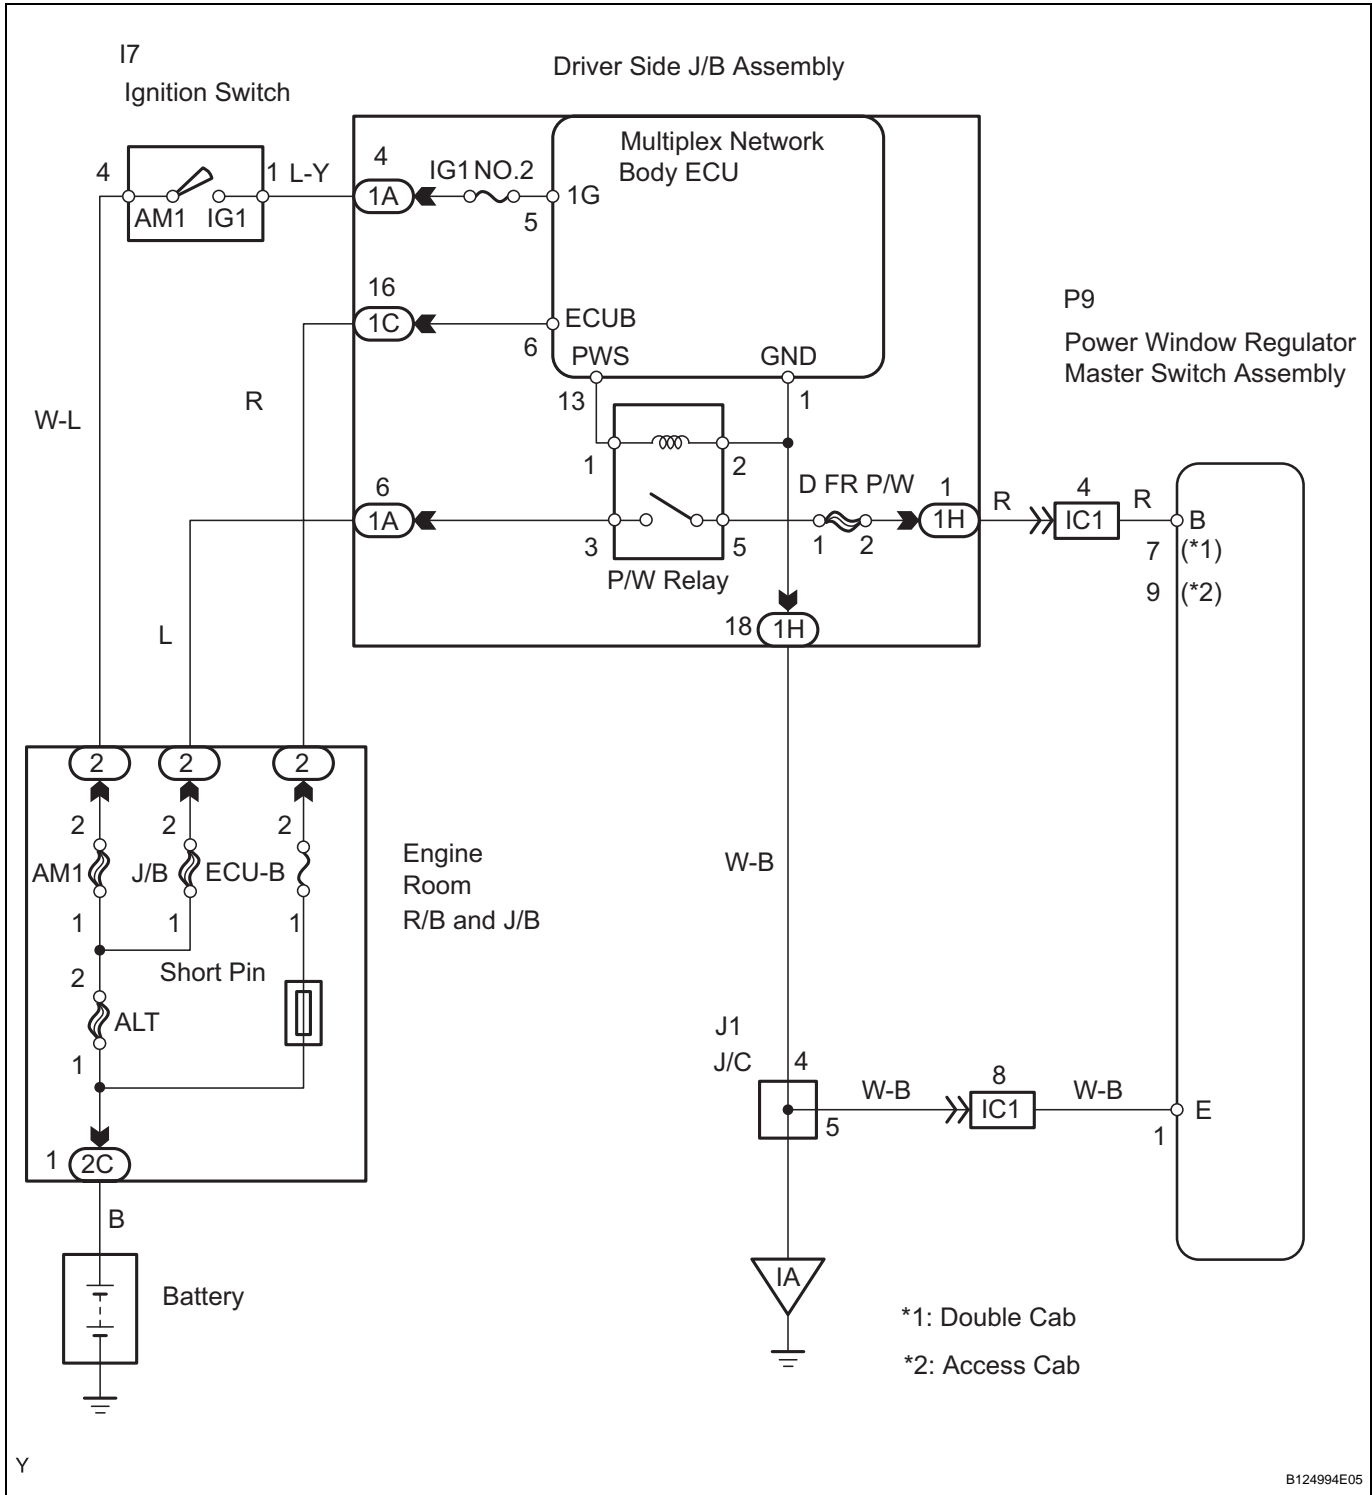 I7
Ignition Switch
Driver Side J/B Assembly
Multiplex Network
Body ECU
4
AM1
IG1
1
L-Y
4
1A
IG1 NO.2
5
1G
16
1C
6
ECUB
PWS
GND
13
1
P9
Power Window Regulator
Master Switch Assembly
W-L
R
1
2
6
1A
3
5
P/W Relay
D FR P/W
1
2
1
1H
R
4
IC1
R
B
7
(*1)
9
(*2)
18
1H
L
2
2
2
2
2
2
AM1
J/B
ECU-B
1
1
1
Engine
Room
R/B and J/B
W-B
2
Short Pin
ALT
1
J1
J/C
4
W-B
8
IC1
W-B
E
5
1
1
2C
B
Battery
IA
*1: Double Cab
*2: Access Cab
Y
B124994E05